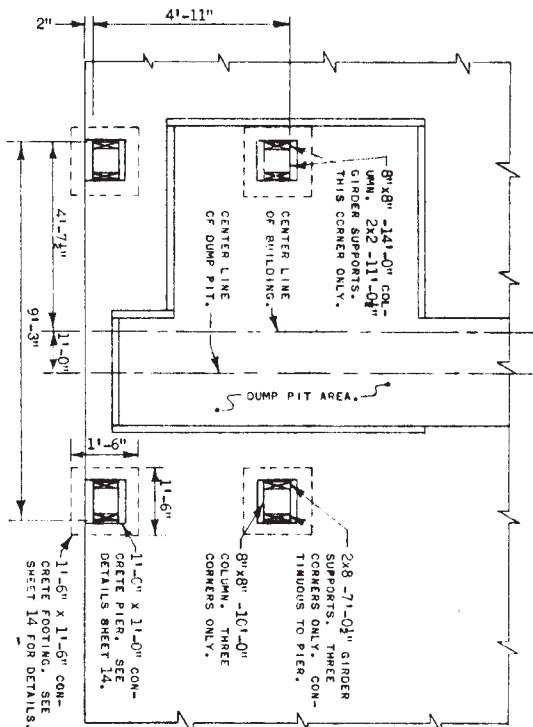 2"
4'-11"
8"x8" -14'-0" COL-
UMN. 2x2 -11'-0½"
GIRDER SUPPORTS.
THIS CORNER ONLY.
CENTER LINE
OF BUILDING.
CENTER LINE
OF DUMP PIT.
4'-7½"
9'-3"
1'-0"
DUMP PIT AREA.
1'-6"
1'-6"
2x8 -7'-0½" GIRDER
SUPPORTS. THREE
CORNERS ONLY. CON-
TINUOUS TO PIER.
8"x8" -10'-0
COLUMN. THREE
CORNERS ONLY.
1'-0" x 1'-0" CON-
CRETE PIER. SEE
DETAILS SHEET 14.
1'-6" x 1'-6" CON-
CRETE FOOTING. SEE
SHEET 14 FOR DETAILS.